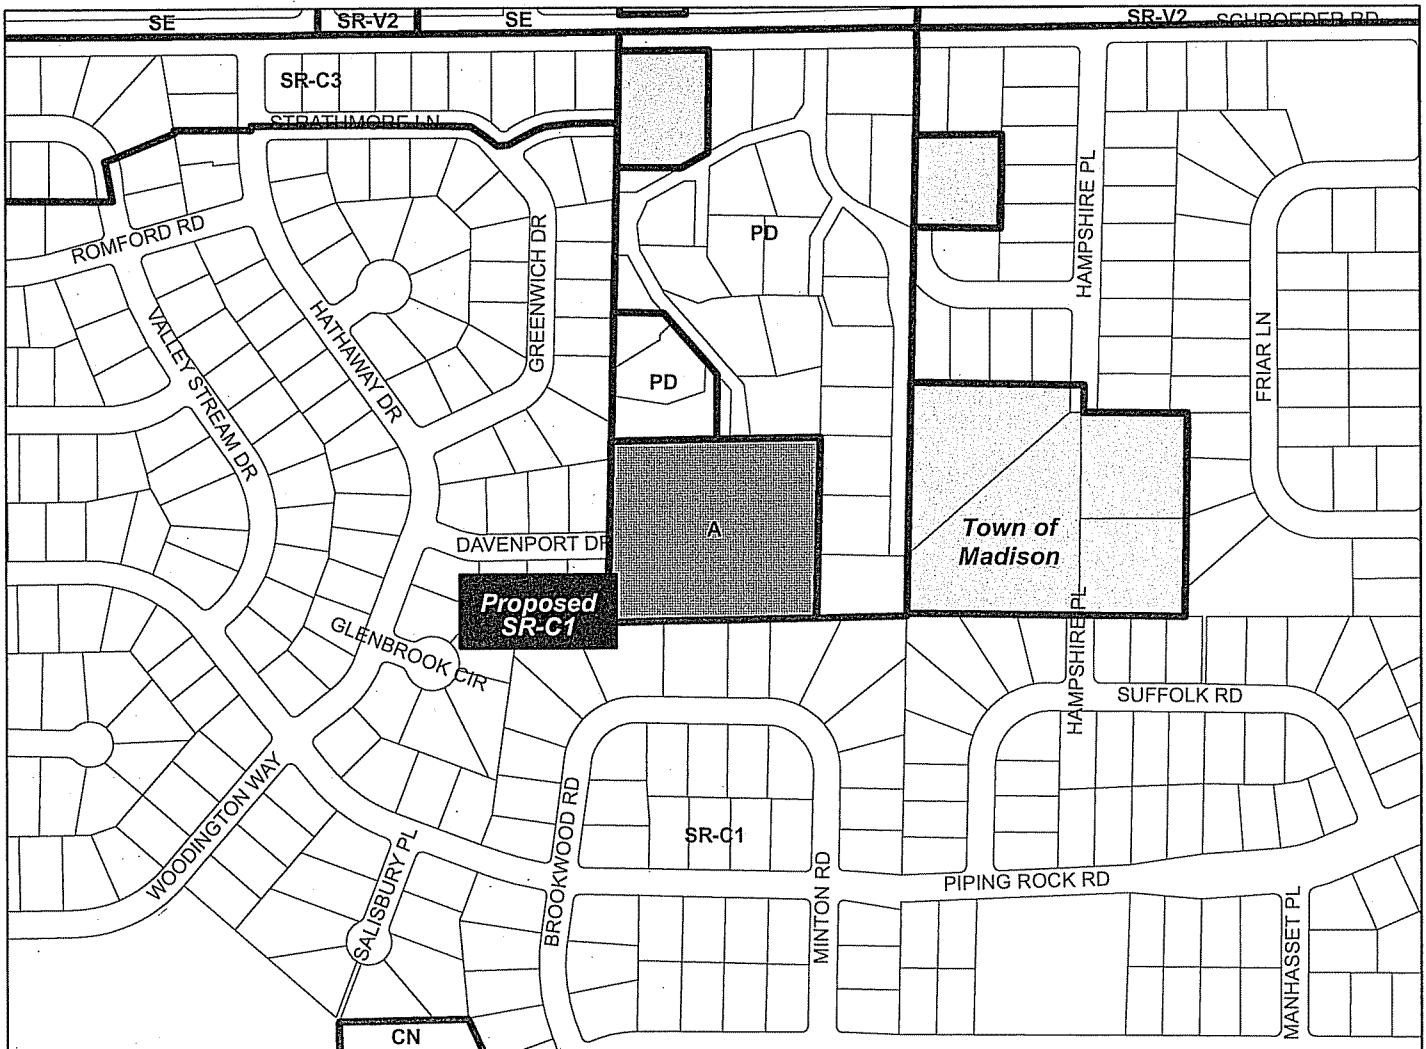 SE
SR-V2
SE
SR-V2
SCHROEDER RD
SR-C3
STRATHMORE LN
HAMPSHIRE PL
ROMFORD RD
GREENWICH DR
PD
VALLEY STREAM DR
HATHAWAY DR
FRIAR LN
PD
A
DAVENPORT DR
Town of
Madison
Proposed
SR-C1
GLENBROOK CIR
HAMPSHIRE PL
SUFFOLK RD
WOODINGTON WAY
BROOKWOOD RD
SR-C1
SALISBURY PL
MINTON RD
PIPING ROCK RD
MANHASSET PL
CN